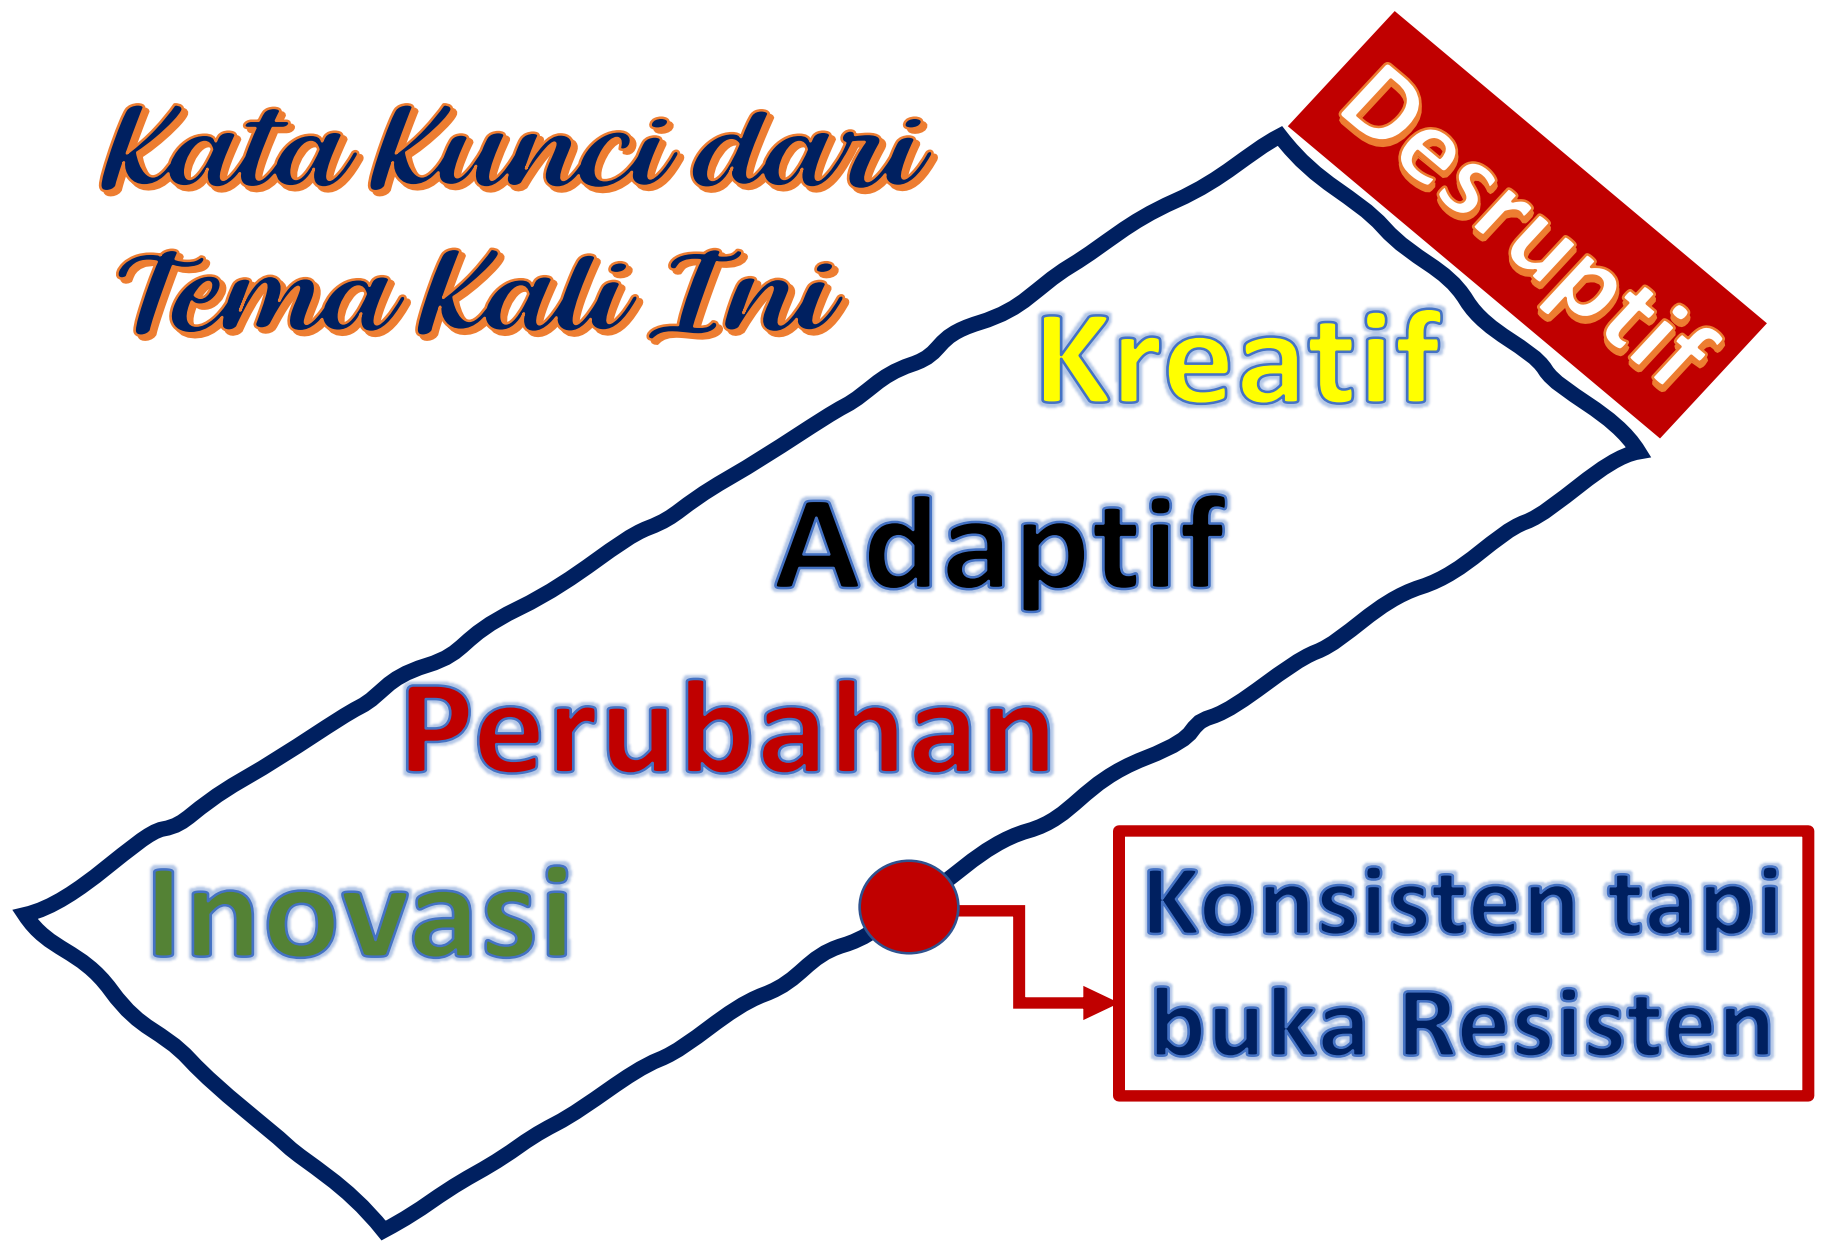 Kata Kunci dari
Tema Kali Ini
Desruptif
Kreatif
Adaptif
Perubahan
Inovasi
Konsisten tapi
buka Resisten